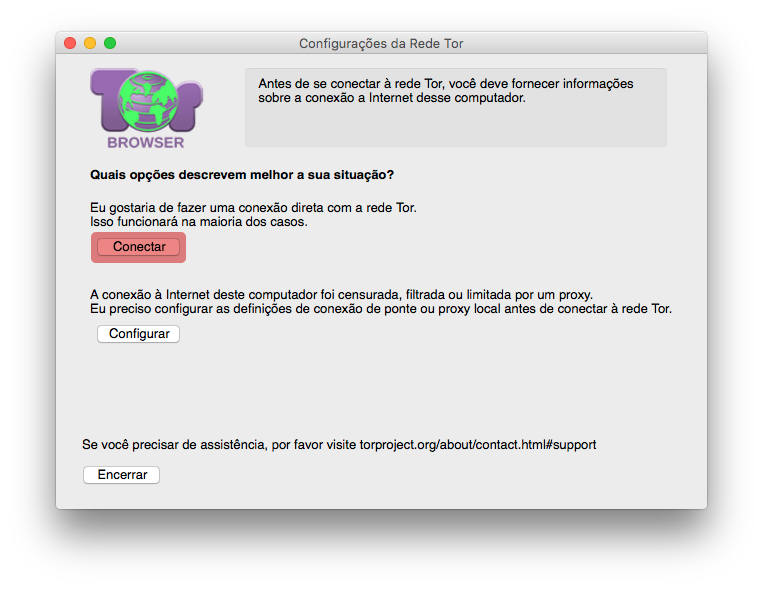 Configurações da Rede Tor
Tor
BROWSER
Antes de se conectar à rede Tor, você deve fornecer informações
sobre a conexão a Internet desse computador.
Quais opções descrevem melhor a sua situação?
Eu gostaria de fazer uma conexão direta com a rede Tor.
Isso funcionará na maioria dos casos.
Conectar
A conexão à Internet deste computador foi censurada, filtrada ou limitada por um proxy.
Eu preciso configurar as definições de conexão de ponte ou proxy local antes de conectar à rede Tor.
Configurar
Se você precisar de assistência, por favor visite torproject.org/about/contact.html#support
Encerrar